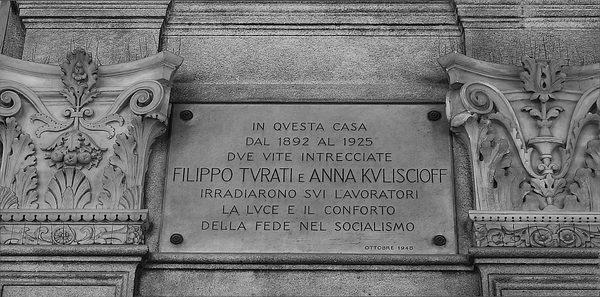 IN QVESTA CASA
DAL 1892 AL 1925
DVE VITE INTRECCIATE
FILIPPO TVRATI E ANNA KVLISCIOFF
IRRADIARONO SVI LAVORATORI
LA LVCE E IL CONFORTO
DELLA FEDE NEL SOCIALISMO
OTTOBRE 1945